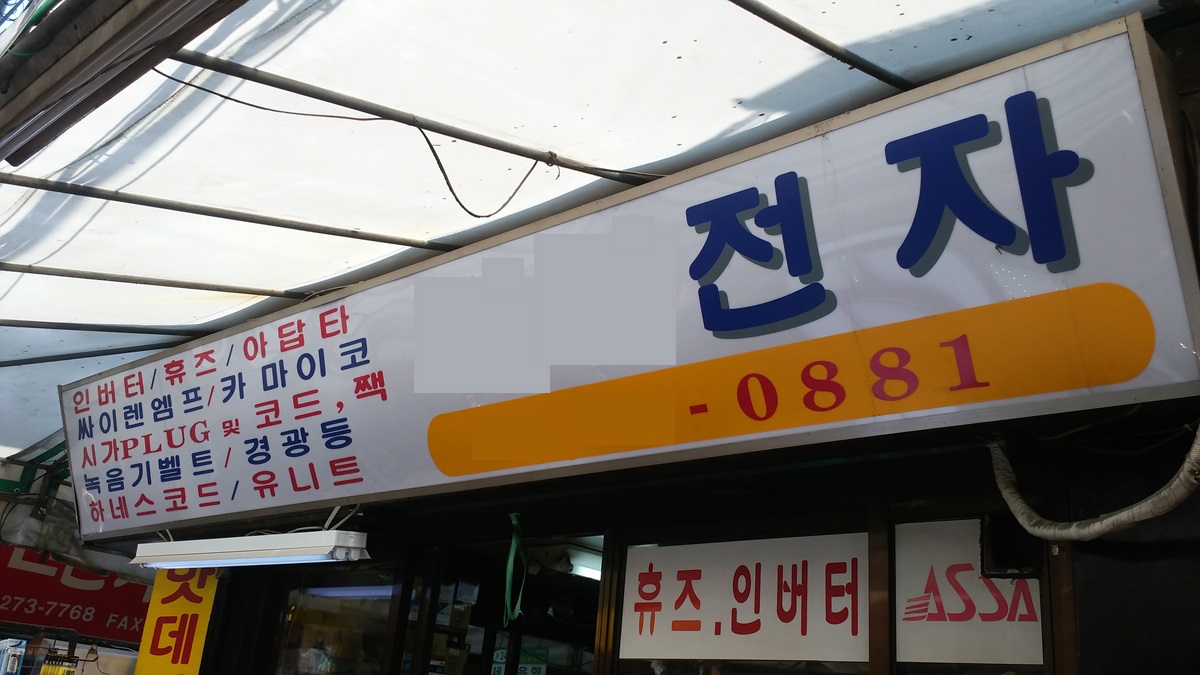 전자
-0881
인버터/휴즈/아답타
싸이렌엠프/카 마이코
시가PLUG 및 코드,짹
녹음기벨트/경광등
하네스코드/유니트
휴즈.인버터
ASSA
273-7768 FAX
데